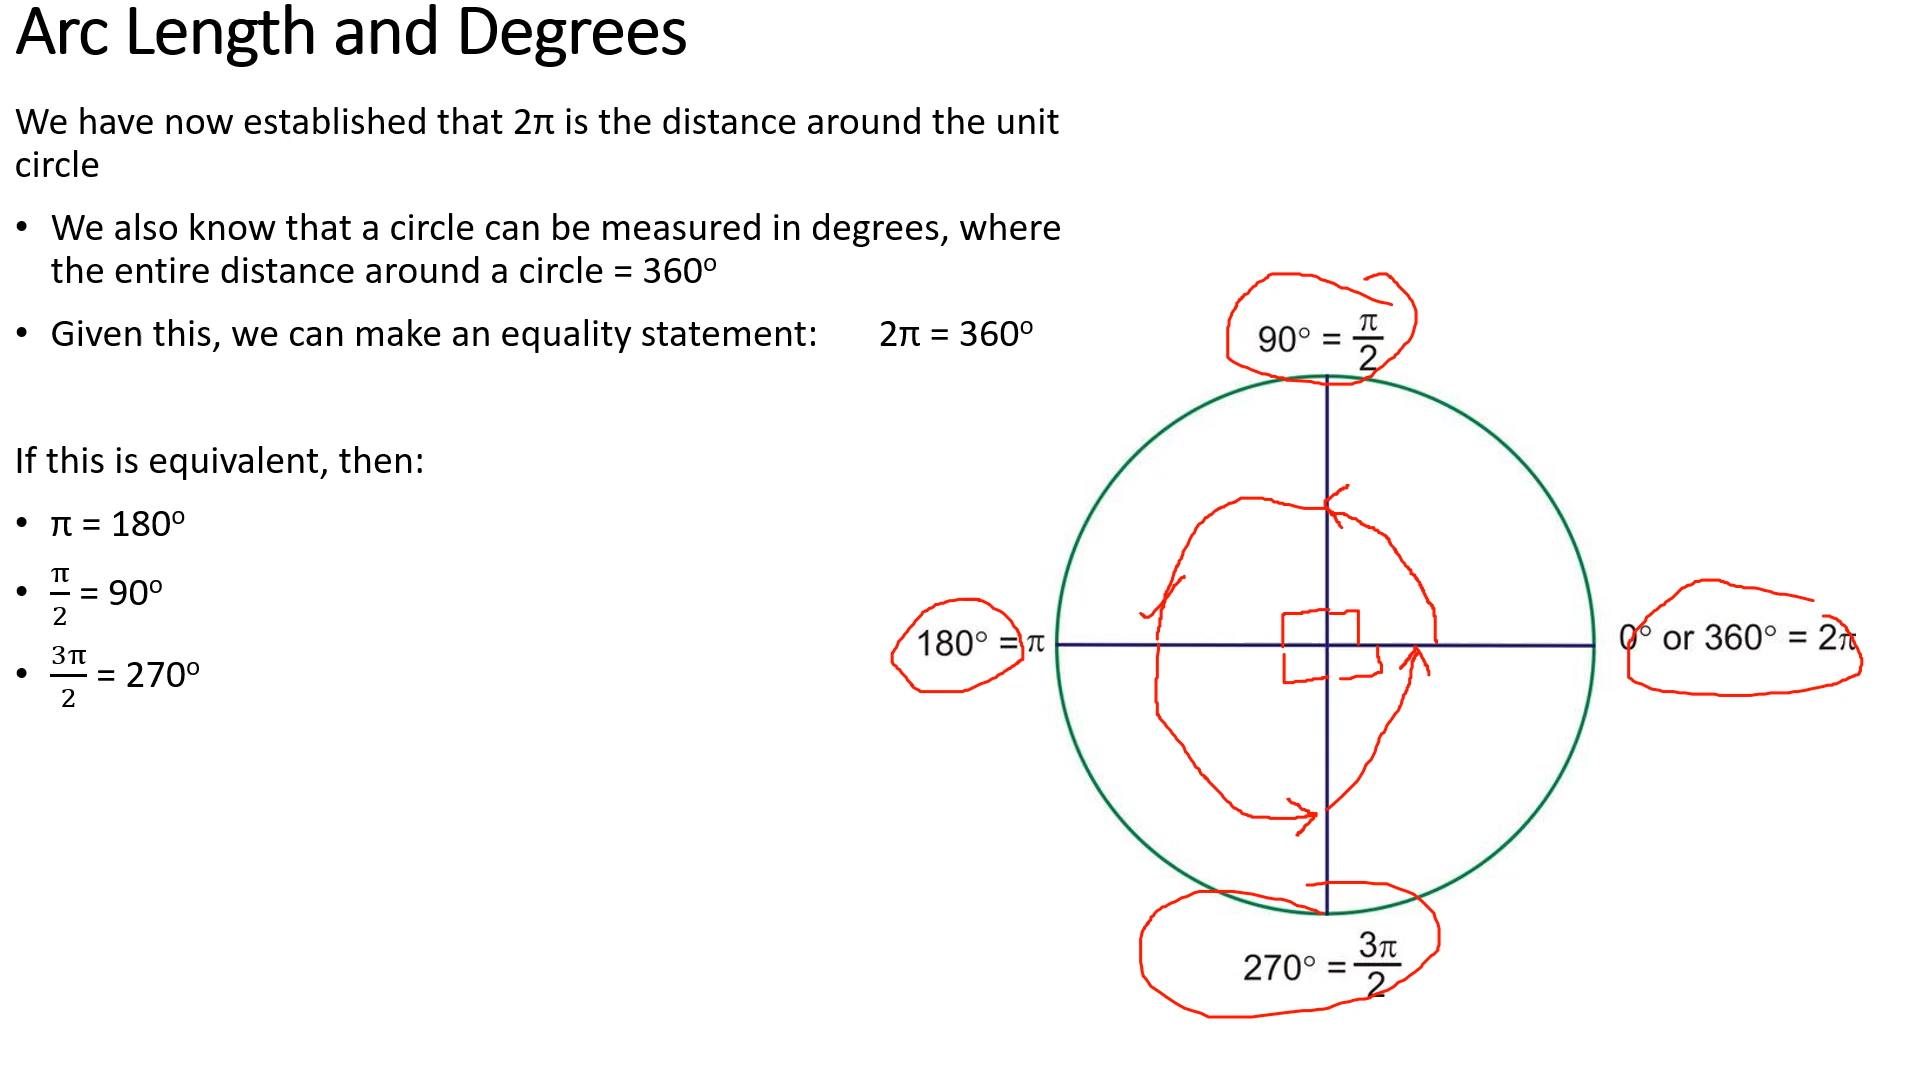 Arc Length and Degrees
We have now established that 2π is the distance around the unit
circle
• We also know that a circle can be measured in degrees, where
the entire distance around a circle = 360º
• Given this, we can make an equality statement: 2π = 360º
If this is equivalent, then:
• π = 180º
• π/2 = 90º
• 3π/2 = 270º
90° = π/2
180° = π
0° or 360° = 2π
270° = 3π/2